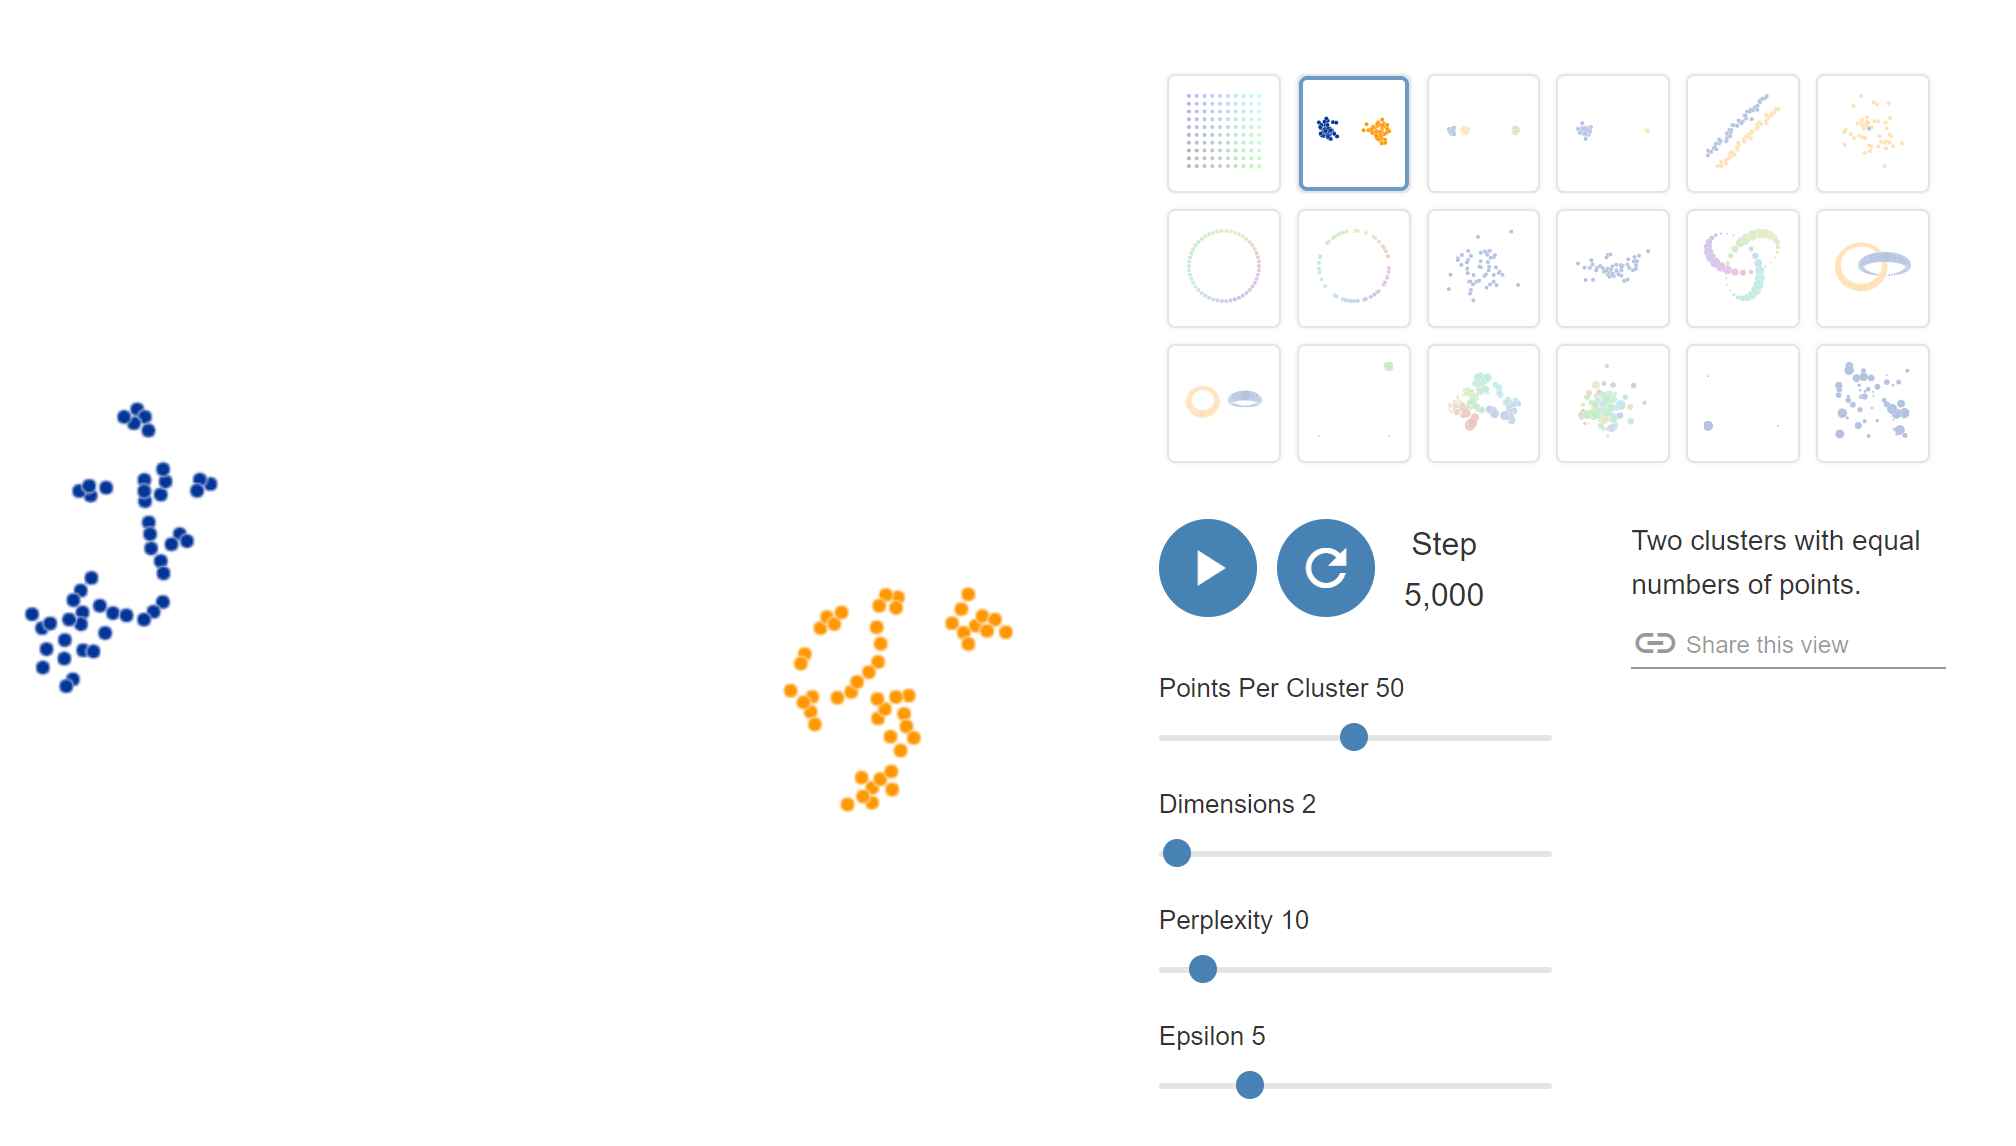 Step
5,000
Two clusters with equal
numbers of points.
Share this view
Points Per Cluster 50
Dimensions 2
Perplexity 10
Epsilon 5